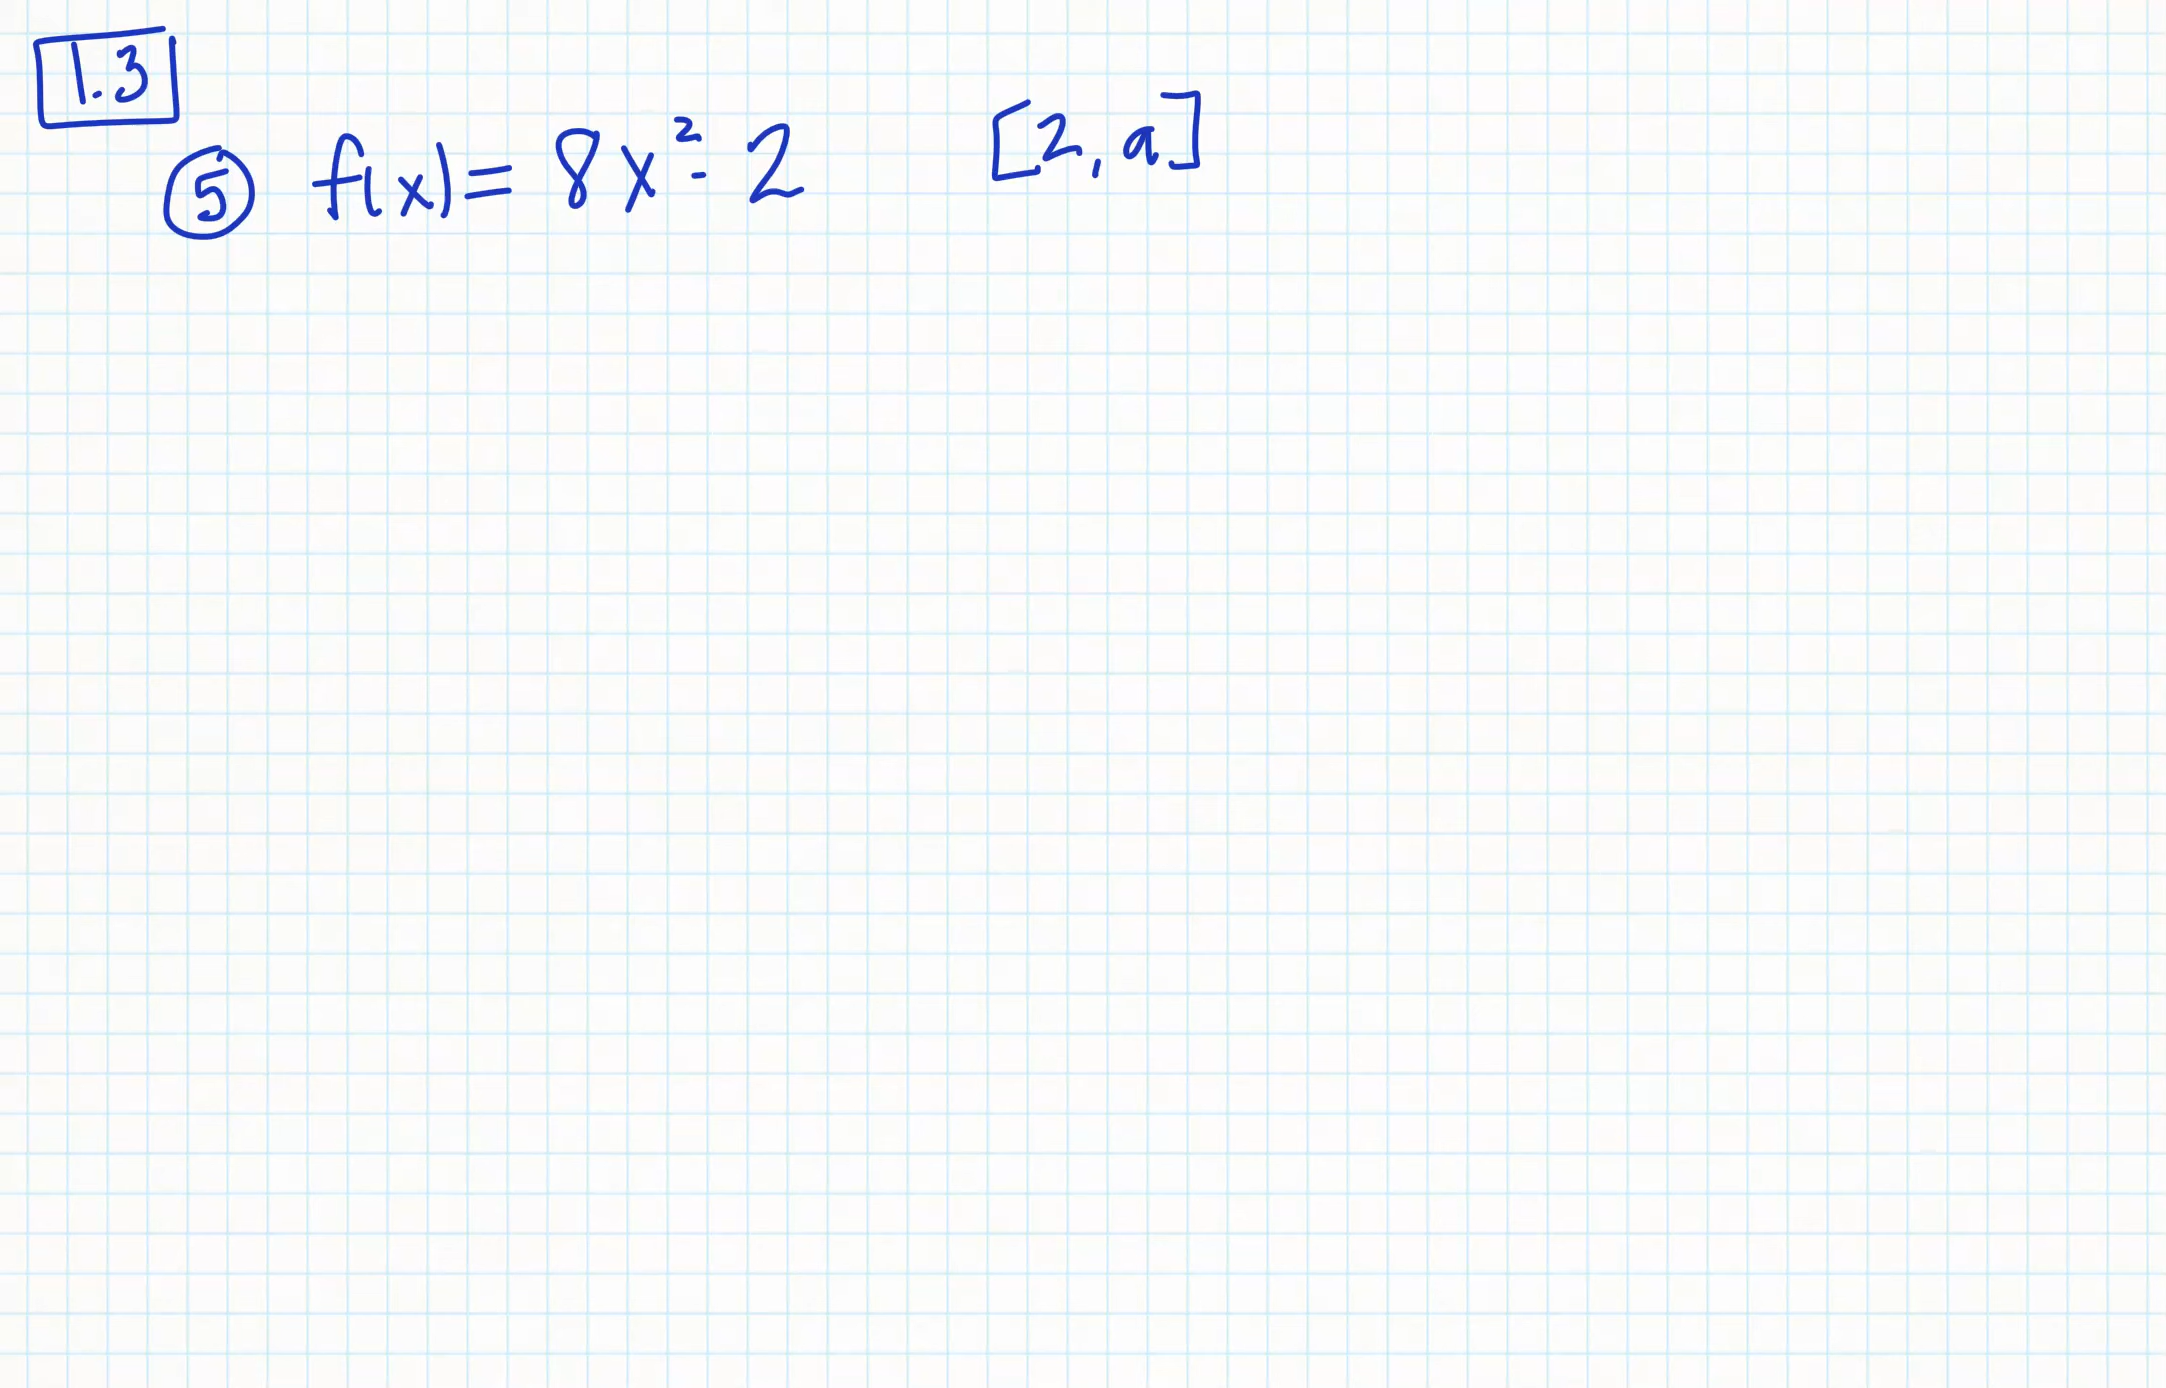 1.3
5 f(x) = 8x² - 2 [2, a]